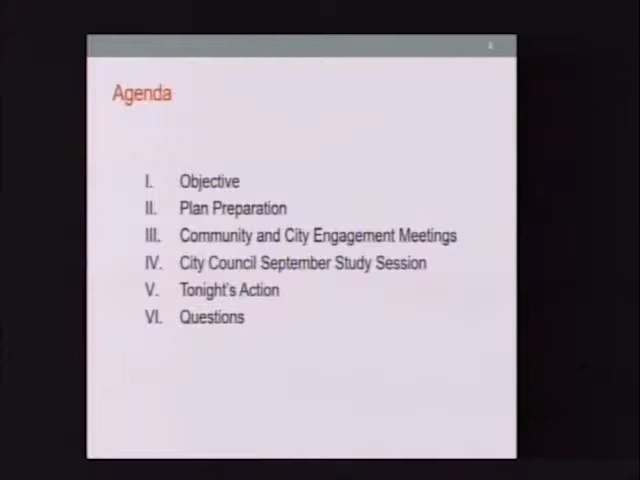 Agenda
I. Objective
II. Plan Preparation
III. Community and City Engagement Meetings
IV. City Council September Study Session
V. Tonight's Action
VI. Questions